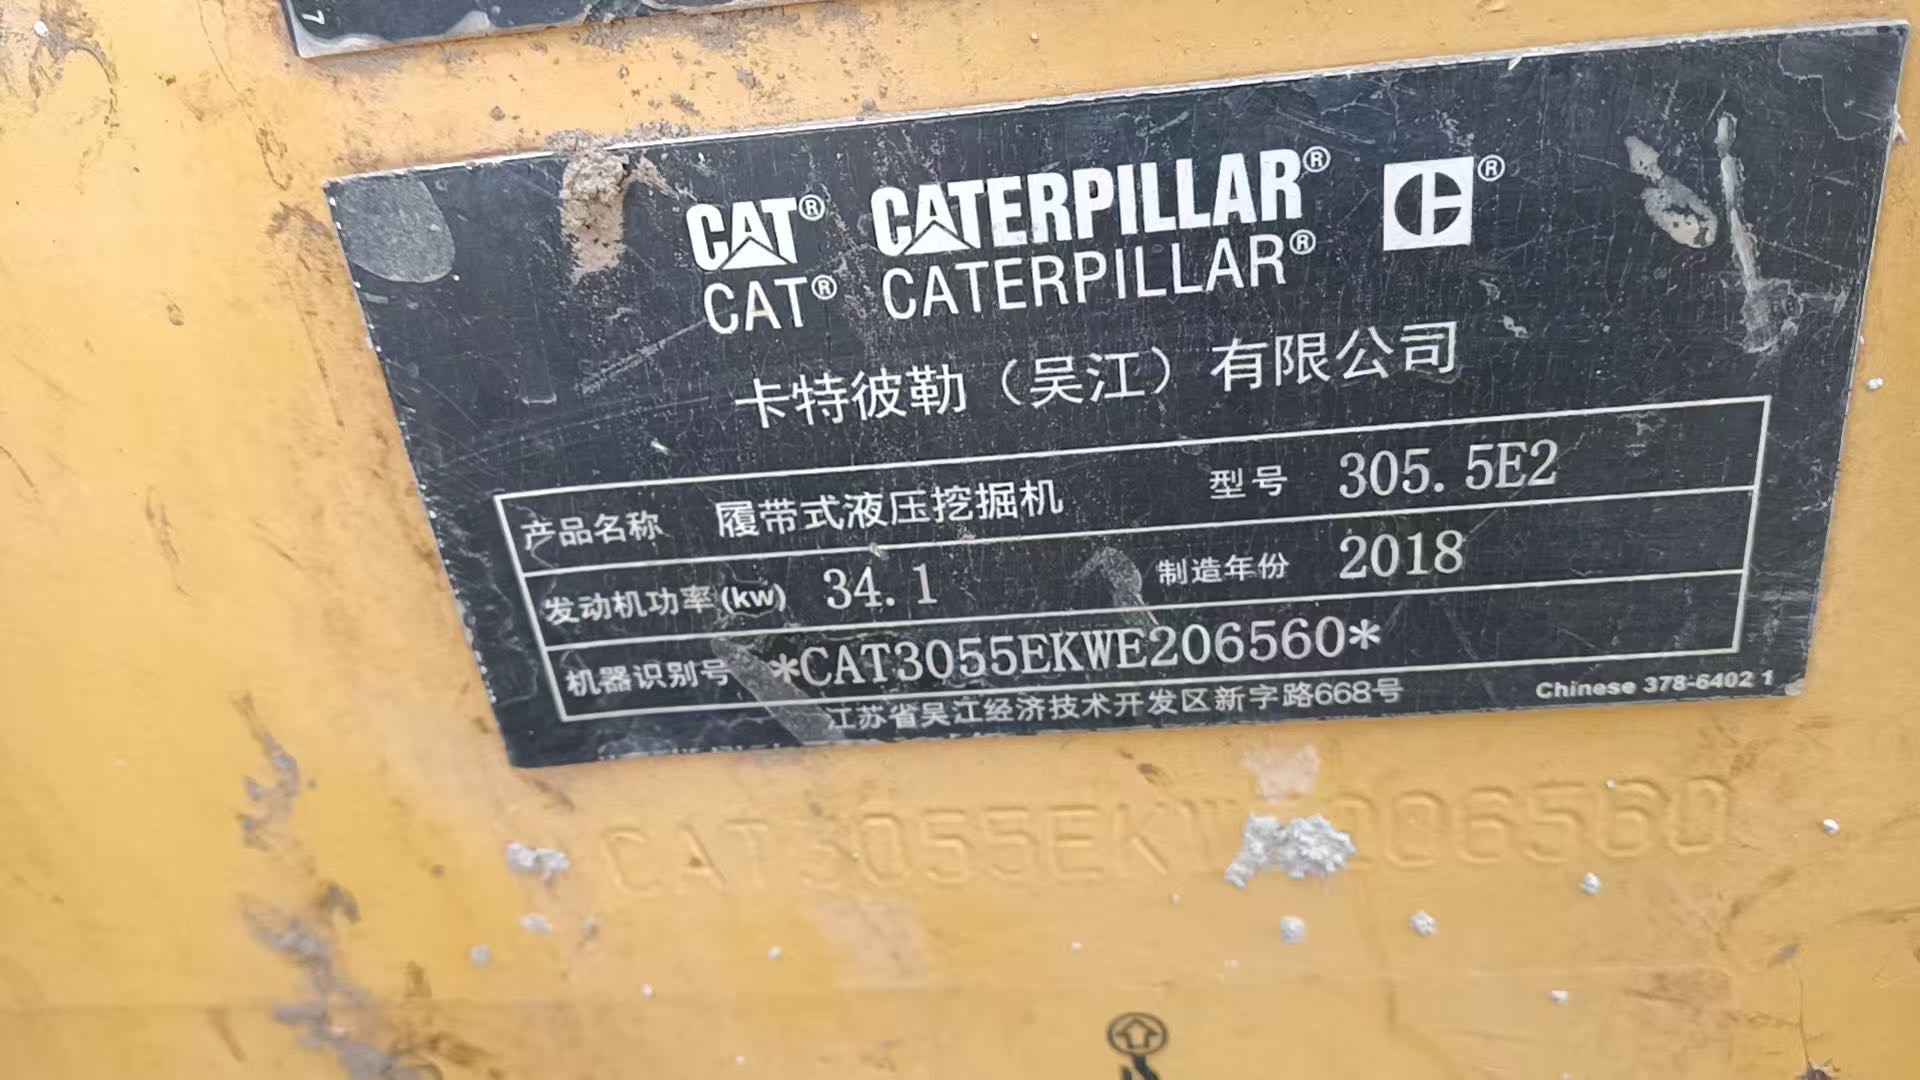 7
CAT® CATERPILLAR®
CAT® CATERPILLAR®
卡特彼勒（吴江）有限公司
产品名称 履带式液压挖掘机 型号 305. 5E2
发动机功率(kw) 34. 1 制造年份 2018
机器识别号 *CAT3055EKWE206560*
江苏省吴江经济技术开发区新字路668号
Chinese 378-6402 1
CAT3055EKW 206560